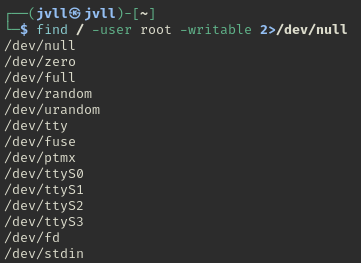 ┌──(jvll㉿jvll)-[~]
└─$ find / -user root -writable 2>/dev/null
/dev/null
/dev/zero
/dev/full
/dev/random
/dev/urandom
/dev/tty
/dev/fuse
/dev/ptmx
/dev/ttyS0
/dev/ttyS1
/dev/ttyS2
/dev/ttyS3
/dev/fd
/dev/stdin